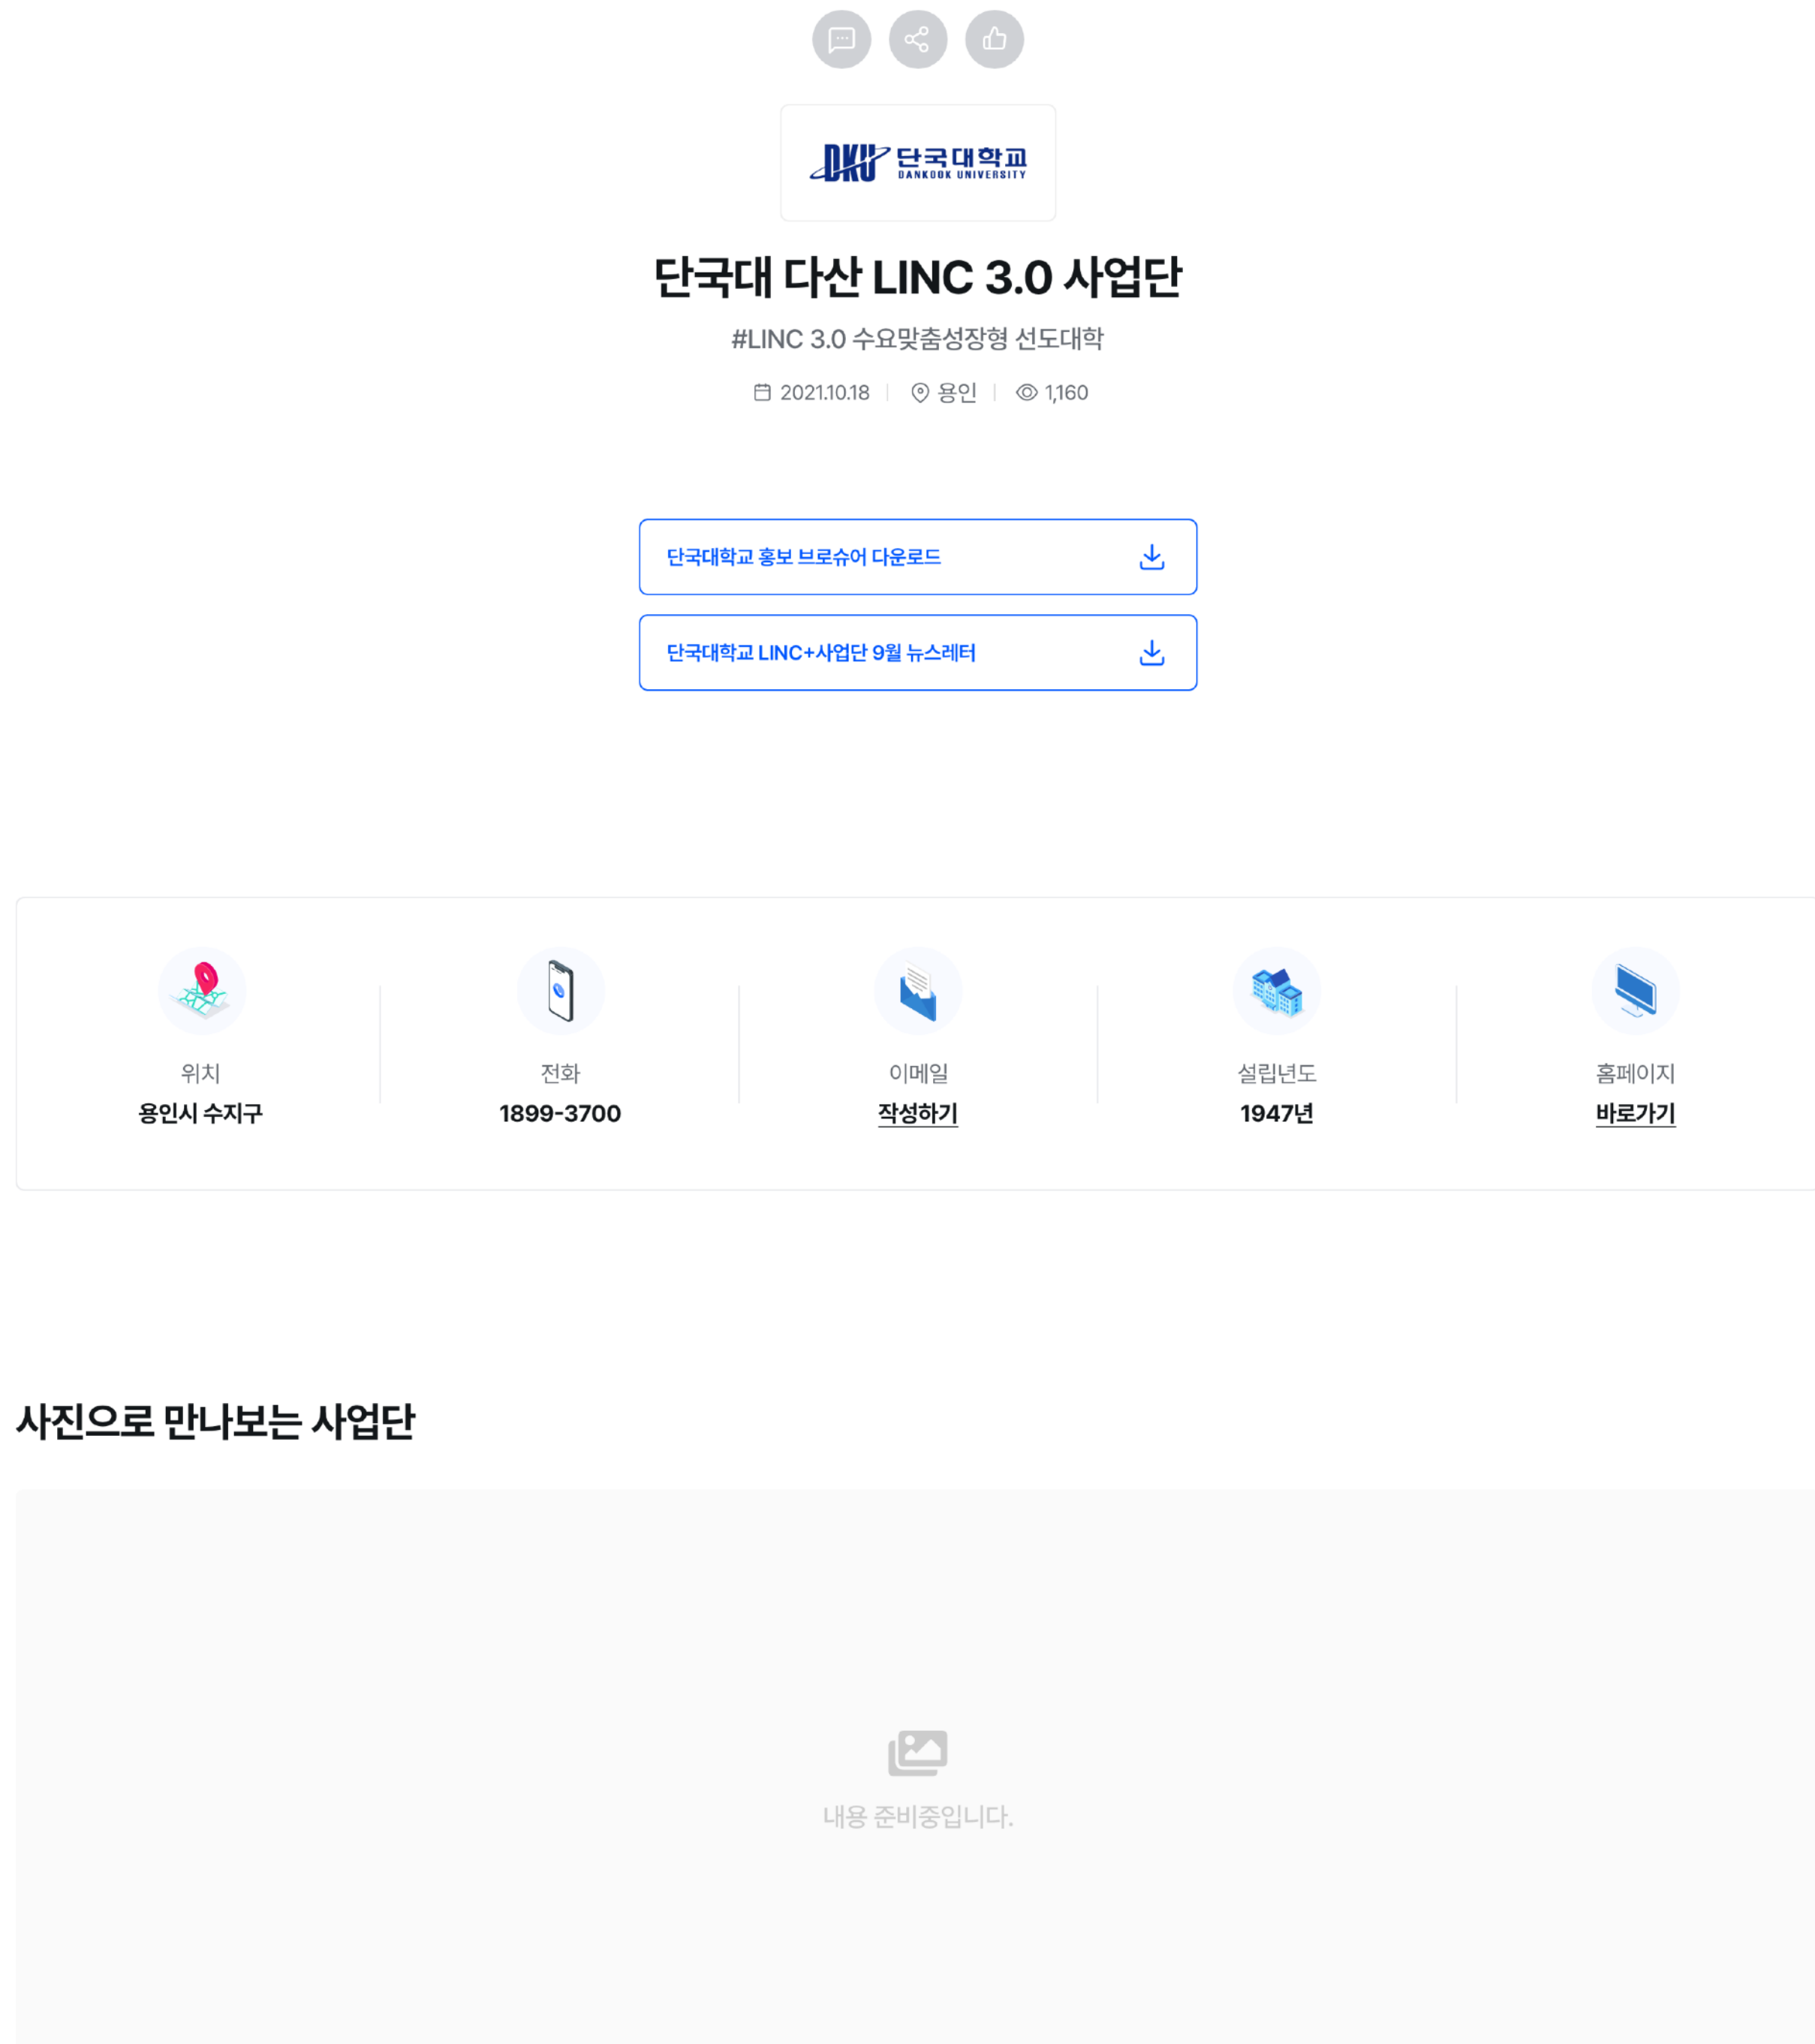 DKU 단국대학교
DANKOOK UNIVERSITY
단국대 다산 LINC 3.0 사업단
#LINC 3.0 수요맞춤성장형 선도대학
2021.10.18 용인 1,160
단국대학교 홍보 브로슈어 다운로드
단국대학교 LINC+사업단 9월 뉴스레터
위치
용인시 수지구
전화
1899-3700
이메일
작성하기
설립년도
1947년
홈페이지
바로가기
사진으로 만나보는 사업단
내용 준비중입니다.